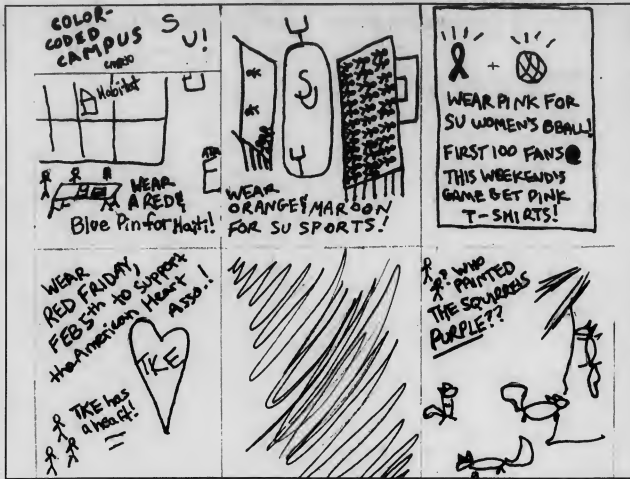 COLOR-
CODED
CAMPUS
SU!
Habitat
WEAR
A RED &
Blue Pin for Haiti!
SU
WEAR
ORANGE & MAROON
FOR SU SPORTS!
+
WEAR PINK FOR
SU WOMEN'S BBALL!
FIRST 100 FANS @
THIS WEEKEND'S
GAME GET PINK
T-SHIRTS!
WEAR
RED FRIDAY,
FEB 5th to support
the American Heart
Asso.!
TKE
TKE has
a heart!
WHO
PAINTED
THE SQUIRRELS
PURPLE??